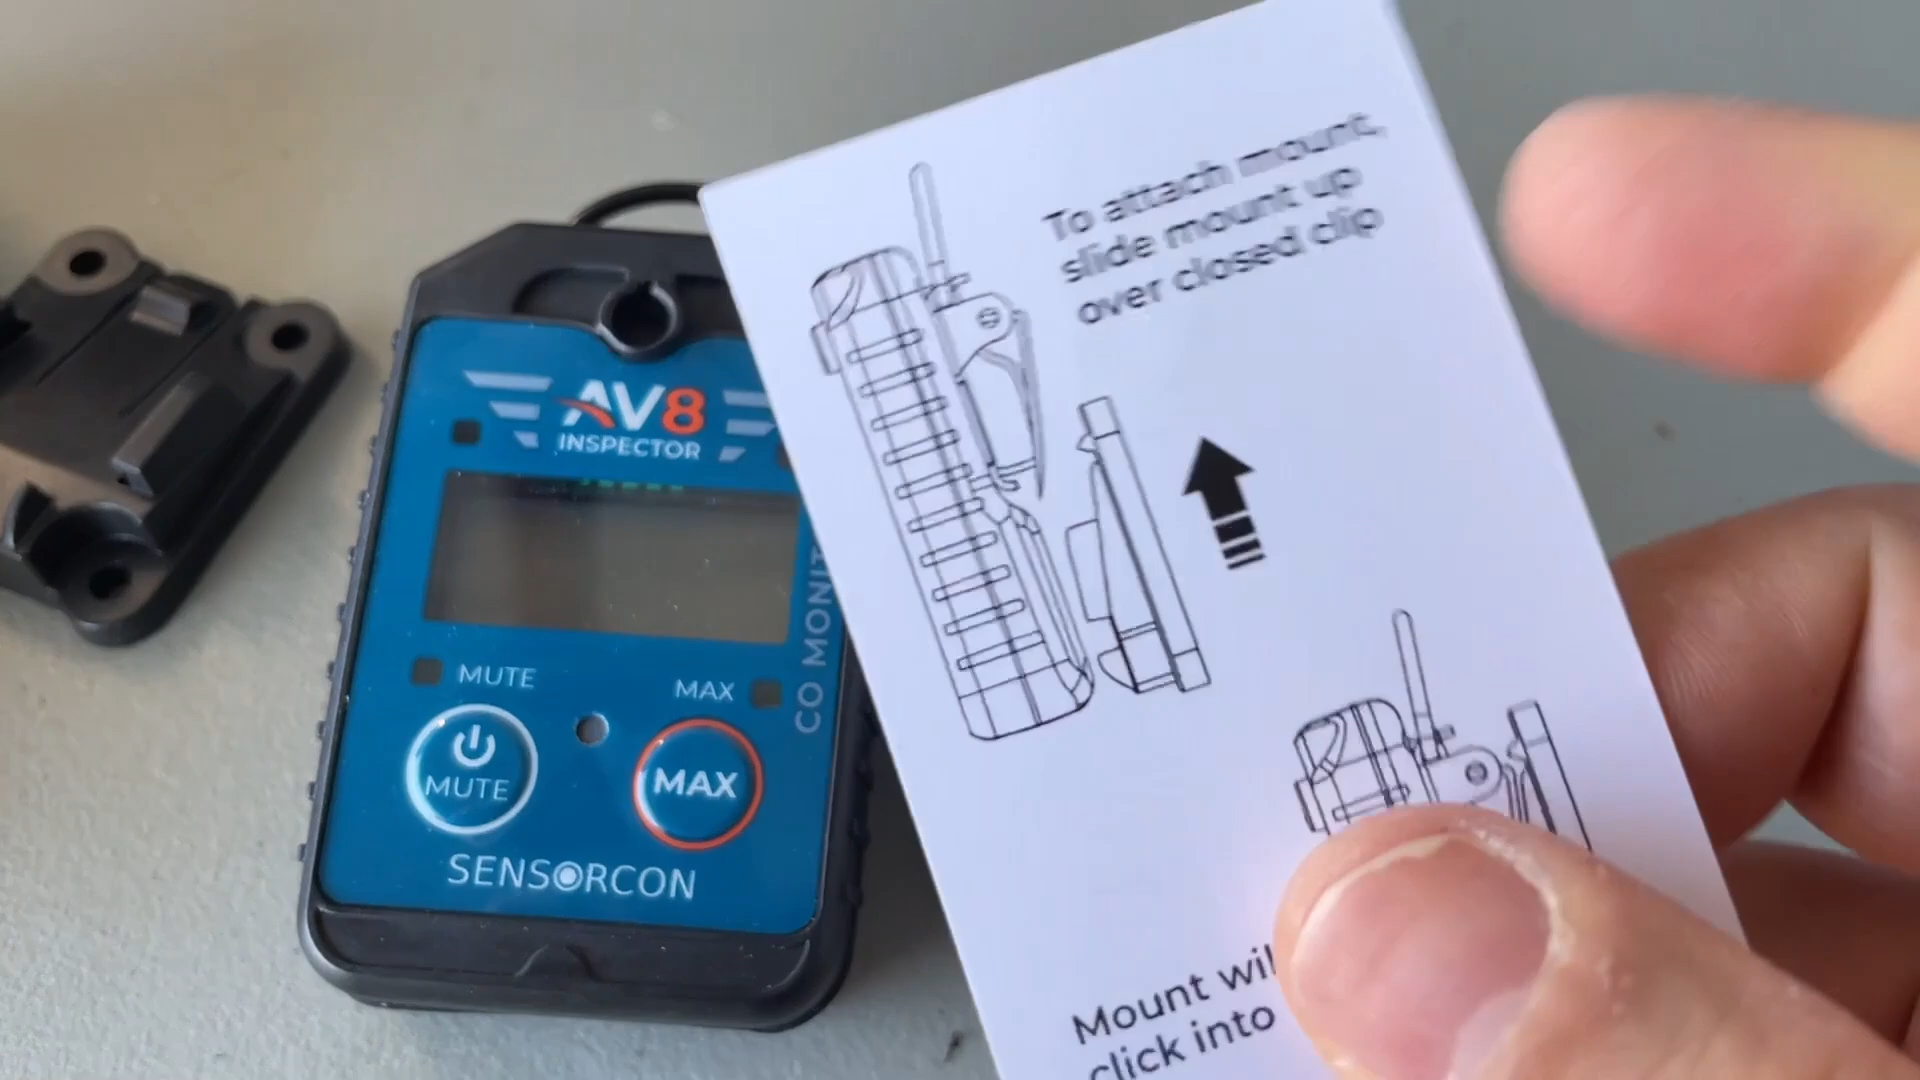 AV8
INSPECTOR
CO MONIT
MUTE
MAX
MUTE
MAX
SENSORCON
To attach mount,
slide mount up
over closed clip
Mount
click into